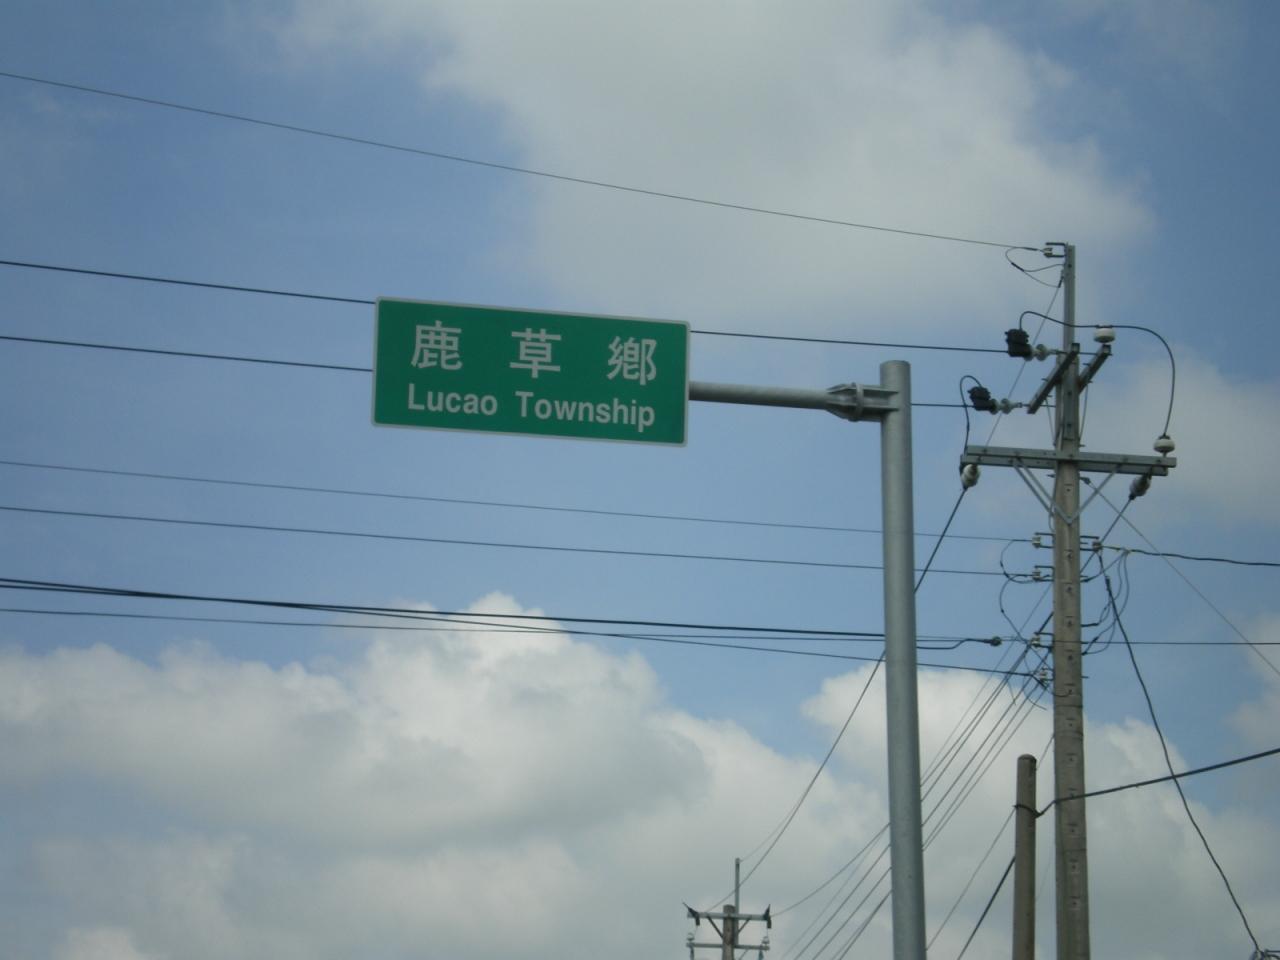 鹿草鄉
Lucao Township